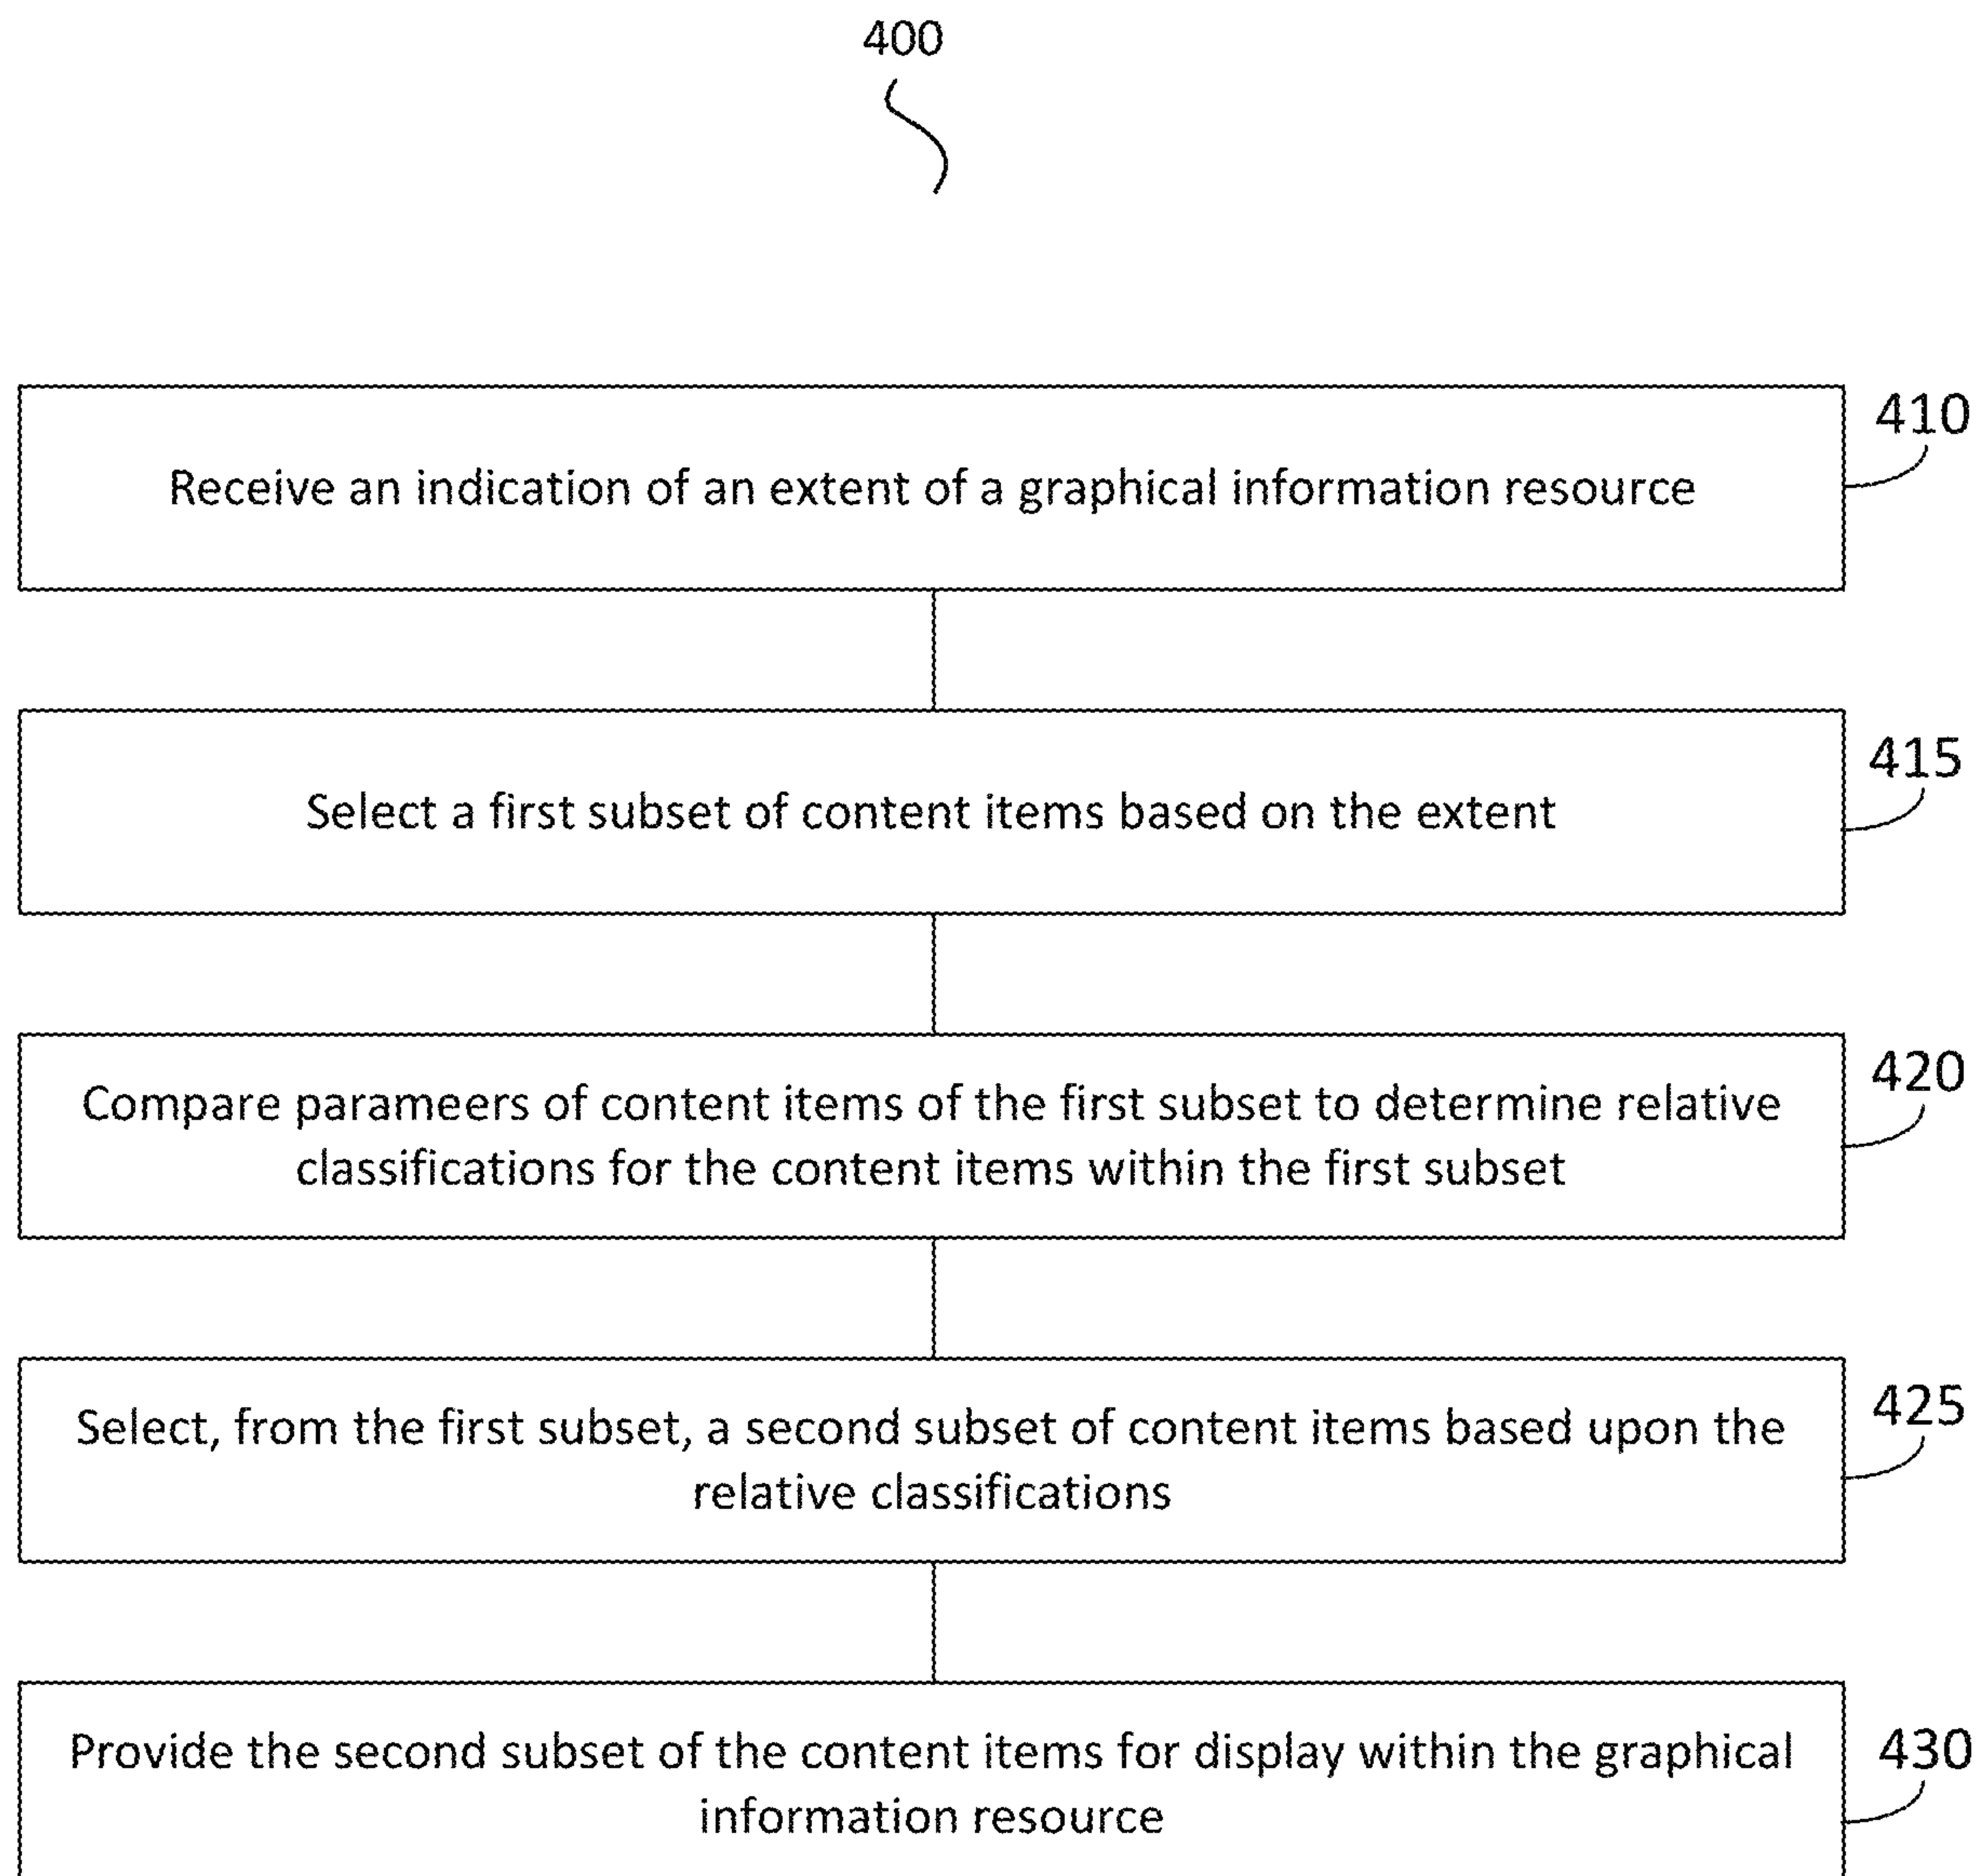 400
410
Receive an indication of an extent of a graphical information resource
415
Select a first subset of content items based on the extent
420
Compare parameers of content items of the first subset to determine relative
classifications for the content items within the first subset
425
Select, from the first subset, a second subset of content items based upon the
relative classifications
430
Provide the second subset of the content items for display within the graphical
information resource